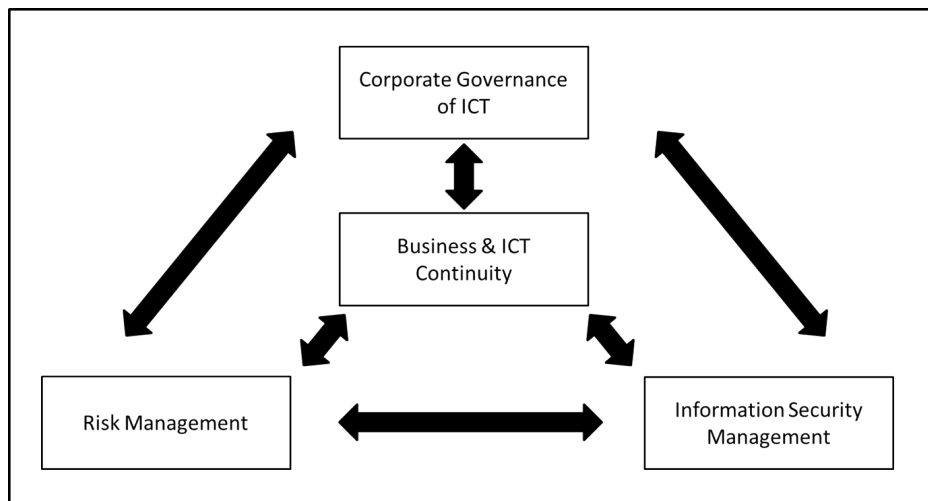 Corporate Governance
of ICT
Business & ICT
Continuity
Risk Management
Information Security
Management